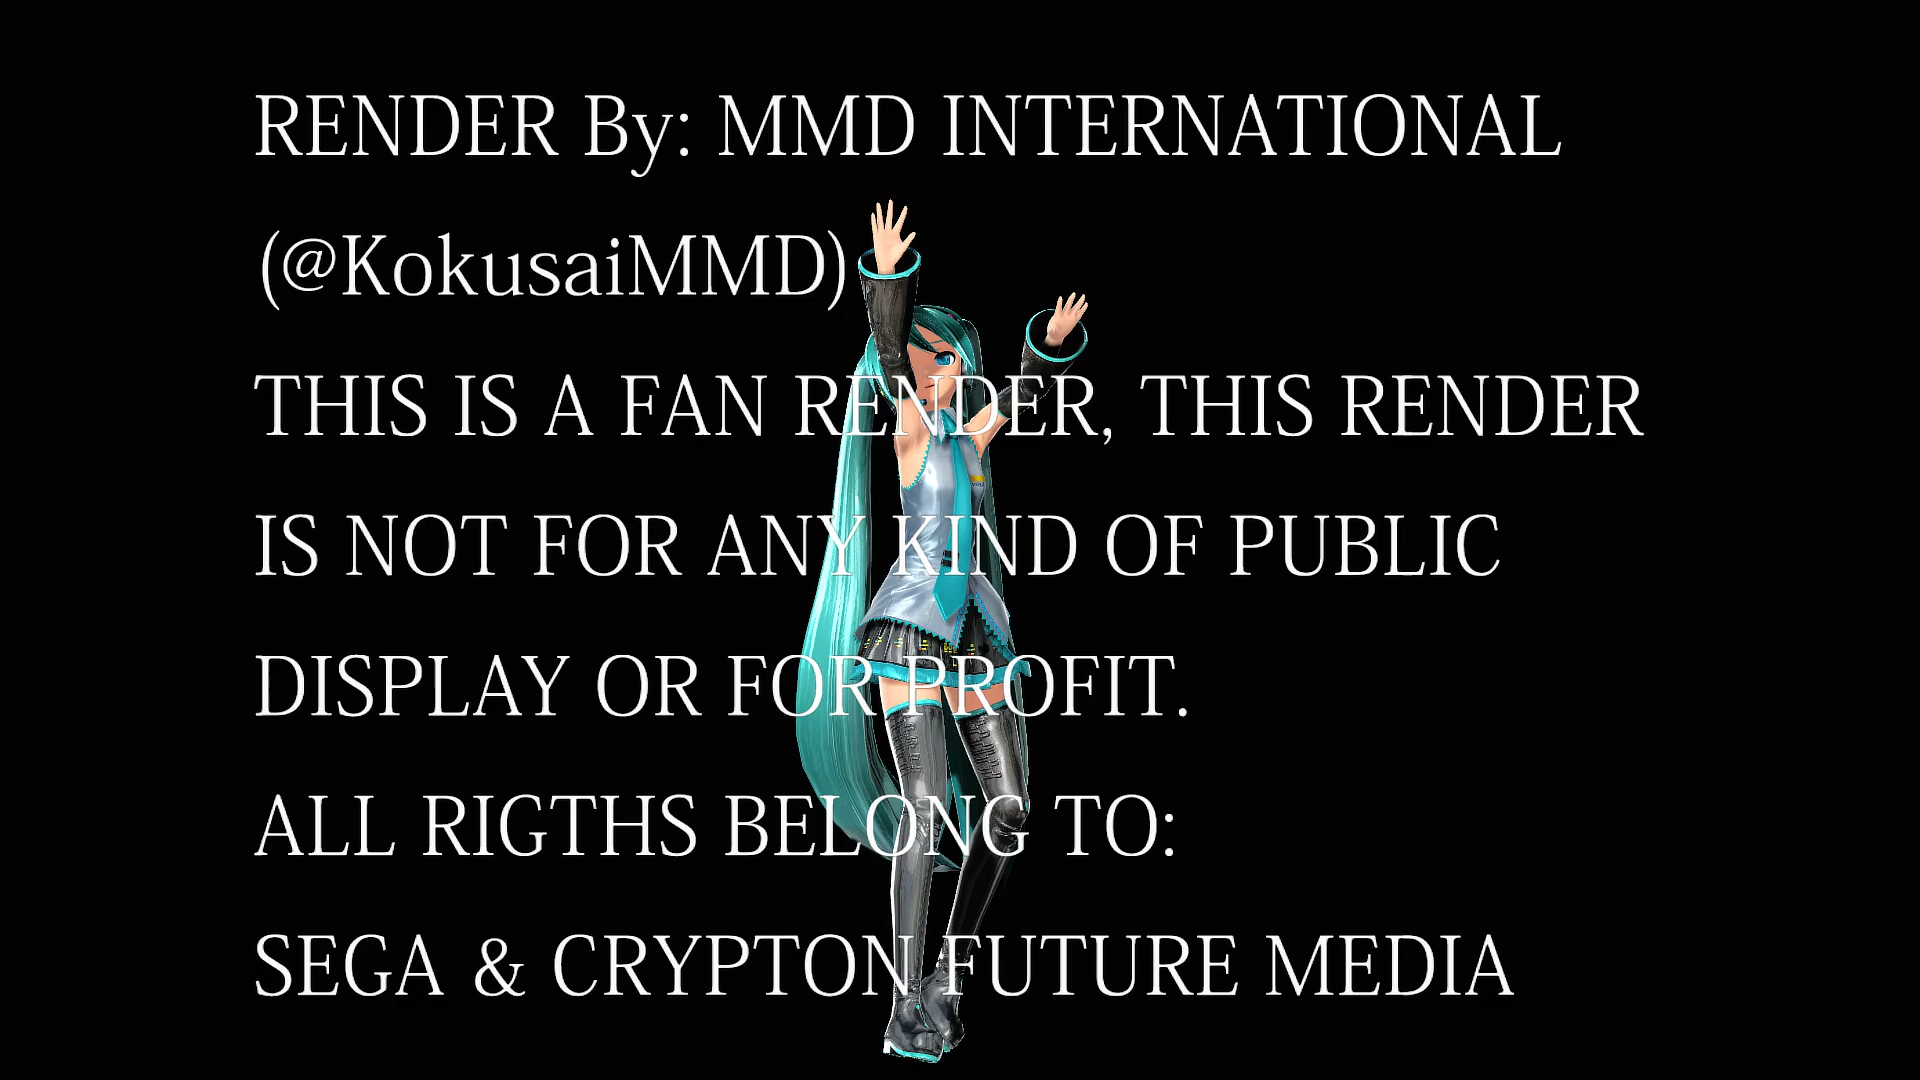 RENDER By: MMD INTERNATIONAL
(@KokusaiMMD)
THIS IS A FAN RENDER, THIS RENDER
IS NOT FOR ANY KIND OF PUBLIC
DISPLAY OR FOR PROFIT.
ALL RIGTHS BELONG TO:
SEGA & CRYPTON FUTURE MEDIA